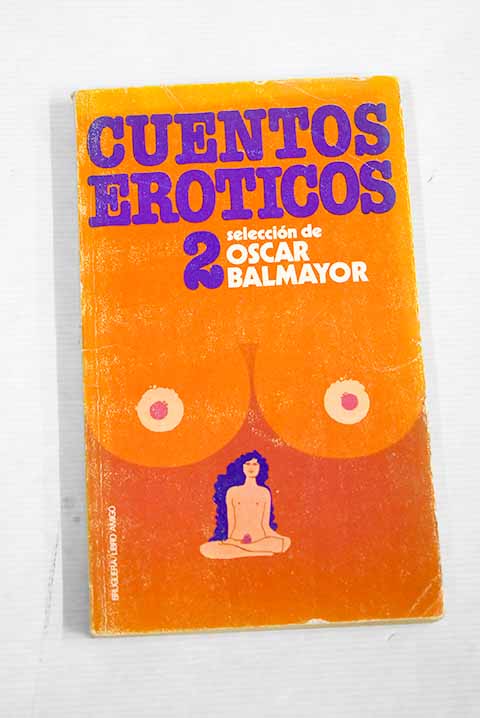 CUENTOS
EROTICOS
2
selección de
OSCAR
BALMAYOR
BRUGUERA/LIBRO AMIGO